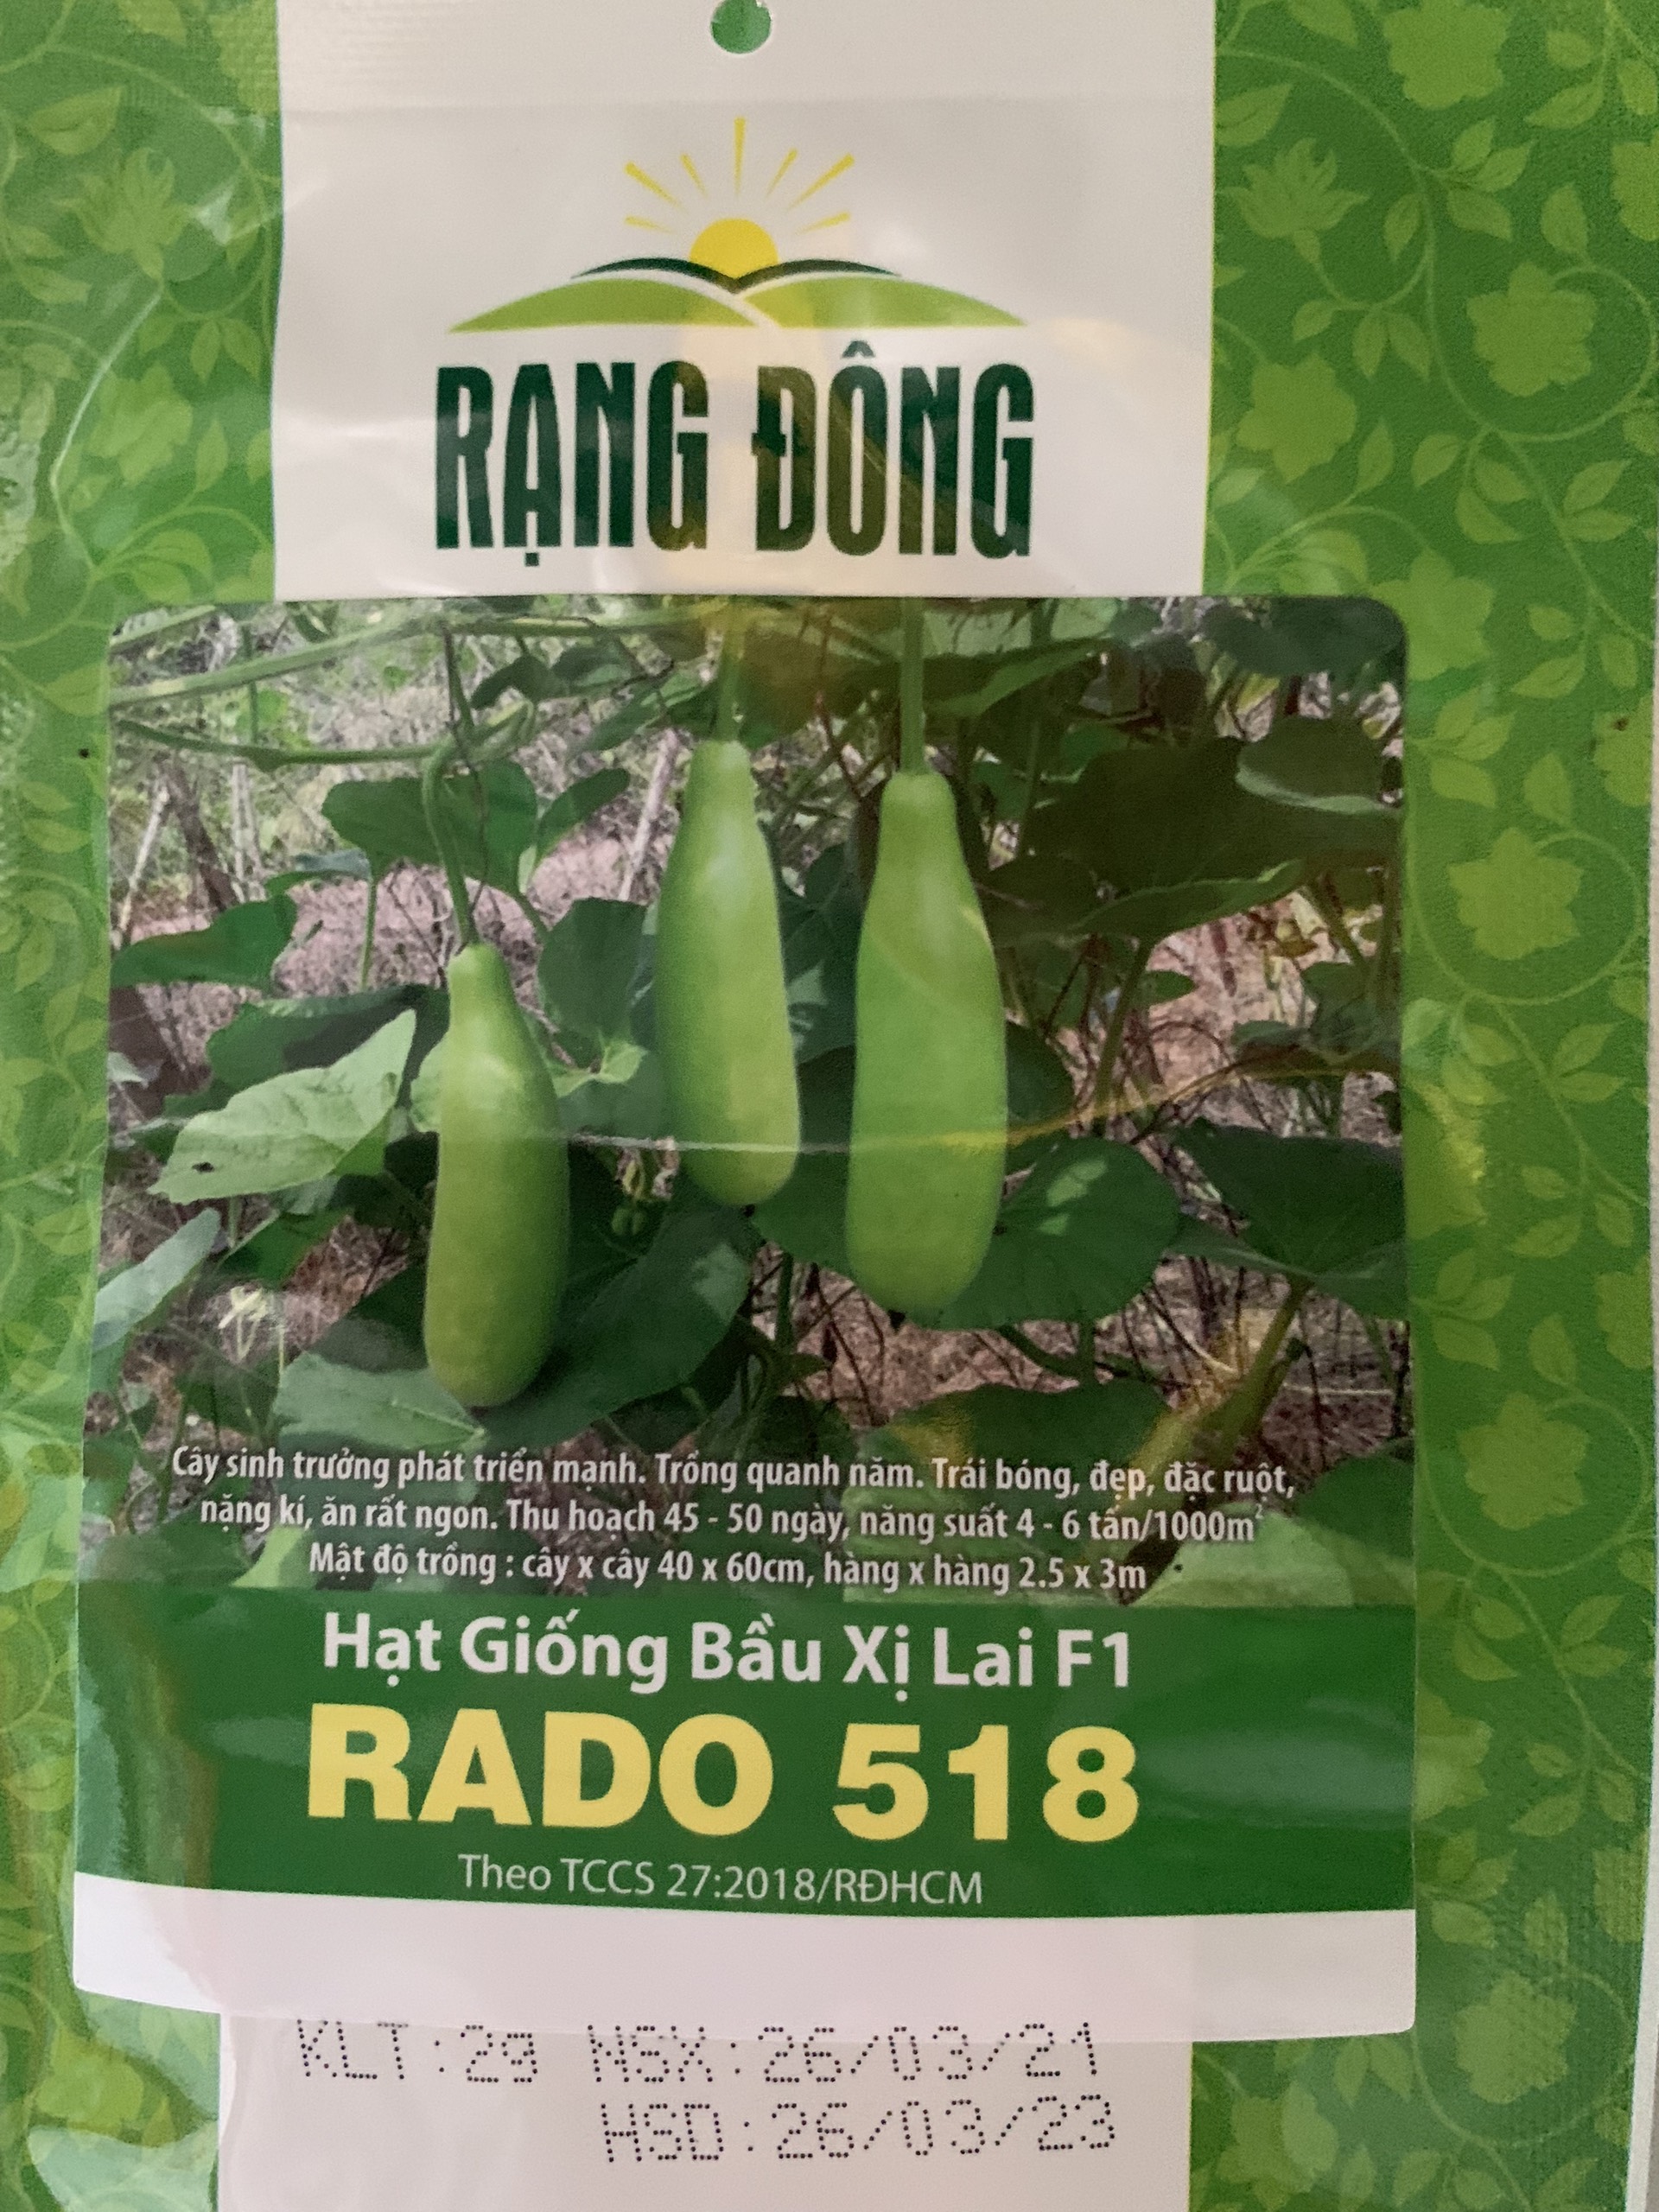 RẠNG ĐÔNG
Cây sinh trưởng phát triển mạnh. Trồng quanh năm. Trái bóng, đẹp, đặc ruột,
nặng kí, ăn rất ngon. Thu hoạch 45 - 50 ngày, năng suất 4 - 6 tấn/1000m²
Mật độ trồng : cây x cây 40 x 60cm, hàng x hàng 2.5 x 3m
Hạt Giống Bầu Xị Lai F1
RADO 518
Theo TCCS 27:2018/RĐHCM
KLT:2g NSX:26/03/21
HSD:26/03/23